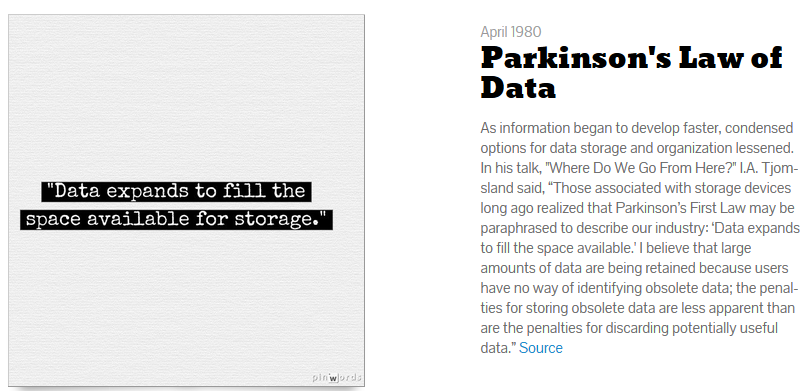 "Data expands to fill the
space available for storage."
pinwords
April 1980
Parkinson's Law of
Data
As information began to develop faster, condensed
options for data storage and organization lessened.
In his talk, "Where Do We Go From Here?" I.A. Tjom-
sland said, “Those associated with storage devices
long ago realized that Parkinson’s First Law may be
paraphrased to describe our industry: ‘Data expands
to fill the space available.’ I believe that large
amounts of data are being retained because users
have no way of identifying obsolete data; the penal-
ties for storing obsolete data are less apparent than
are the penalties for discarding potentially useful
data.” Source